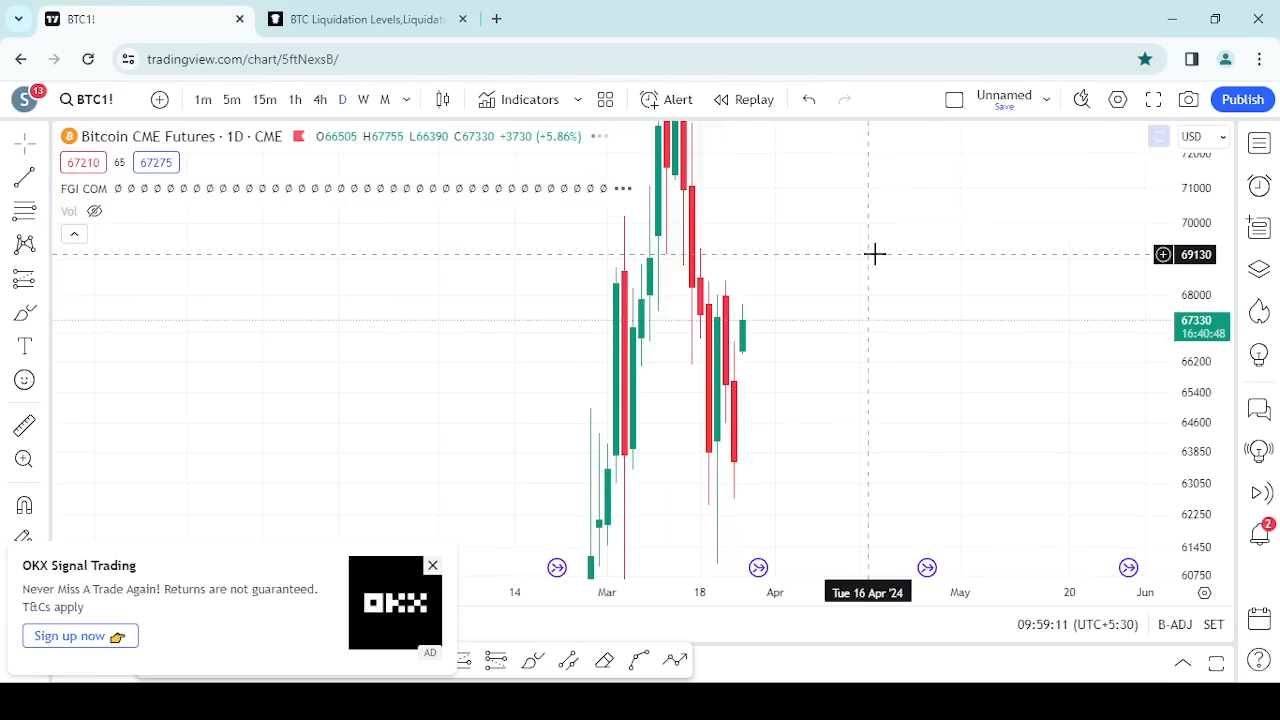 BTC1!
BTC Liquidation Levels,Liquidati
tradingview.com/chart/5ftNexsB/
S 13 BTC1! 1m 5m 15m 1h 4h D W M Indicators Alert Replay Unnamed Save Publish
Bitcoin CME Futures · 1D · CME O66505 H67755 L66390 C67330 +3730 (+5.86%) USD
67210 65 67275
72000
FGI COM ø ø ø ø ø ø ø ø ø ø ø ø ø ø ø ø ø ø ø ø ø ø ø ø ø ø ø ø ø ø ø ø ø ø ø ø ø ø
71000
Vol
70000
69130
68000
67330
16:40:48
66200
65400
64600
63850
63050
62250
61450
60750
2
OKX Signal Trading
Never Miss A Trade Again! Returns are not guaranteed.
T&Cs apply
Sign up now
OKX
AD
14 Mar 18 Apr Tue 16 Apr '24 May 20 Jun
09:59:11 (UTC+5:30) B-ADJ SET